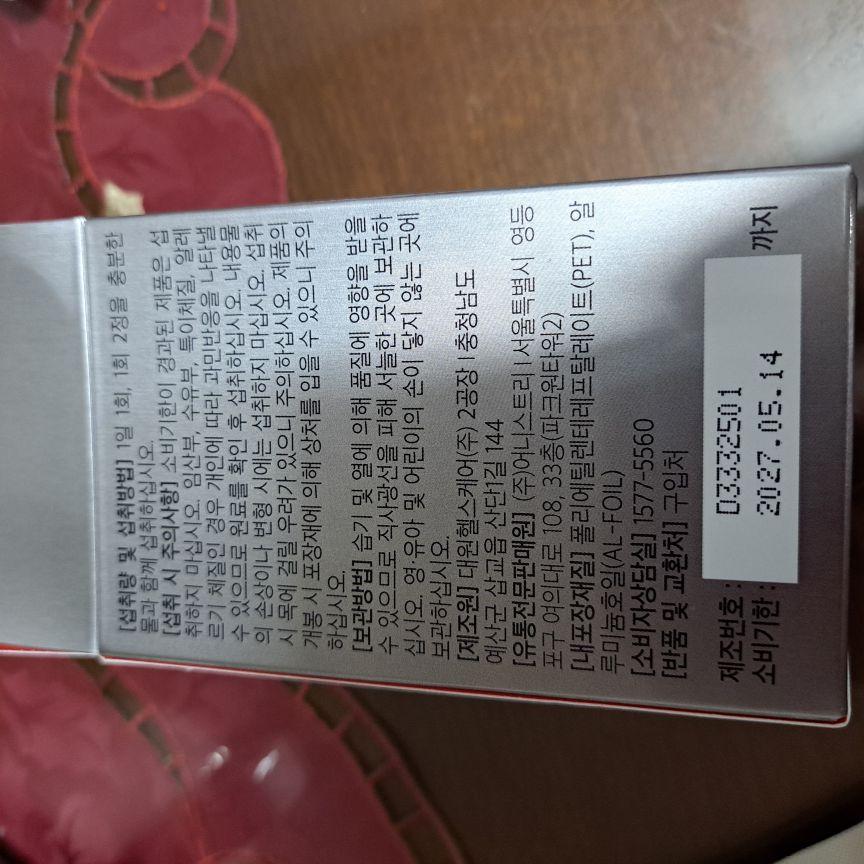 [섭취량 및 섭취방법] 1일 1회, 1회 2정을 충분한
물과 함께 섭취하십시오.
[섭취 시 주의사항] 소비기한이 경과된 제품은 섭
취하지 마십시오. 임산부, 수유부, 특이체질, 알레
르기 체질인 경우 개인에 따라 과민반응을 나타낼
수 있으므로 원료를 확인 후 섭취하십시오. 내용물
의 손상이나 변형 시에는 섭취하지 마십시오. 섭취
시 목에 걸릴 우려가 있으니 주의하십시오. 제품의
개봉 시 포장재에 의해 상처를 입을 수 있으니 주의
하십시오.
[보관방법] 습기 및 열에 의해 품질에 영향을 받을
수 있으므로 직사광선을 피해 서늘한 곳에 보관하
십시오. 영·유아 및 어린이의 손이 닿지 않는 곳에
보관하십시오.
[제조원] 대원헬스케어(주) 2공장 | 충청남도
예산군 삽교읍 산단1길 144
[유통전문판매원] (주)어니스트리 | 서울특별시 영등
포구 여의대로 108, 33층(파크원타워2)
[내포장재질] 폴리에틸렌테레프탈레이트(PET), 알
루미늄호일(AL-FOIL)
[소비자상담실] 1577-5560
[반품 및 교환처] 구입처
제조번호 : D3332501
소비기한 : 2027.05.14 까지